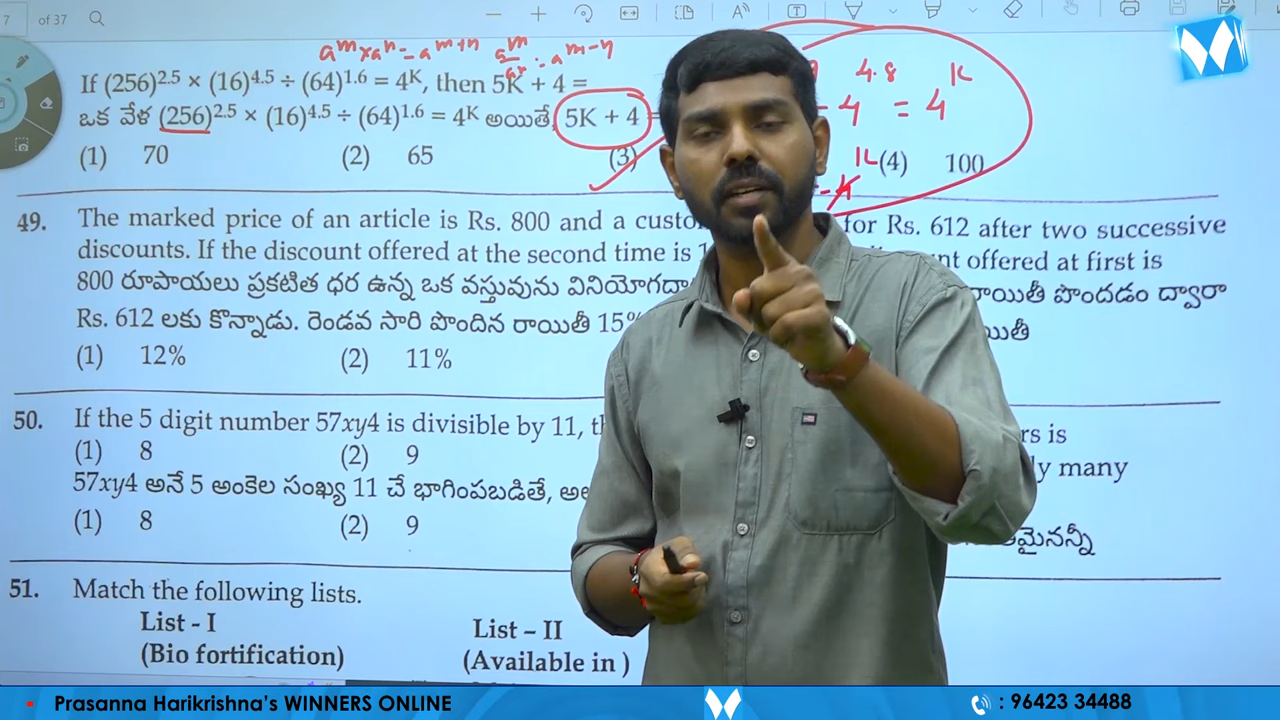 7 of 37
a^m × a^n = a^{m+n} a^m/a^n = a^{m-n}
If (256)^{2.5} × (16)^{4.5} ÷ (64)^{1.6} = 4^K, then 5K + 4 =
4.8 K
- 4 = 4
ఒక వేళ (256)^{2.5} × (16)^{4.5} ÷ (64)^{1.6} = 4^K అయితే, 5K + 4 =
(1) 70 (2) 65 (3) (4) 100
K
49. The marked price of an article is Rs. 800 and a custo for Rs. 612 after two successive
discounts. If the discount offered at the second time is 1 nt offered at first is
800 రూపాయలు ప్రకటిత ధర ఉన్న ఒక వస్తువును వినియోగదా రాయితీ పొందడం ద్వారా
Rs. 612 లకు కొన్నాడు. రెండవ సారి పొందిన రాయితీ 15% యితీ
(1) 12% (2) 11%
50. If the 5 digit number 57xy4 is divisible by 11, t rs is
(1) 8 (2) 9 y many
57xy4 అనే 5 అంకెల సంఖ్య 11 చే భాగింపబడితే, అ మైనన్నీ
(1) 8 (2) 9
51. Match the following lists.
List - I List – II
(Bio fortification) (Available in )
Prasanna Harikrishna's WINNERS ONLINE : 96423 34488